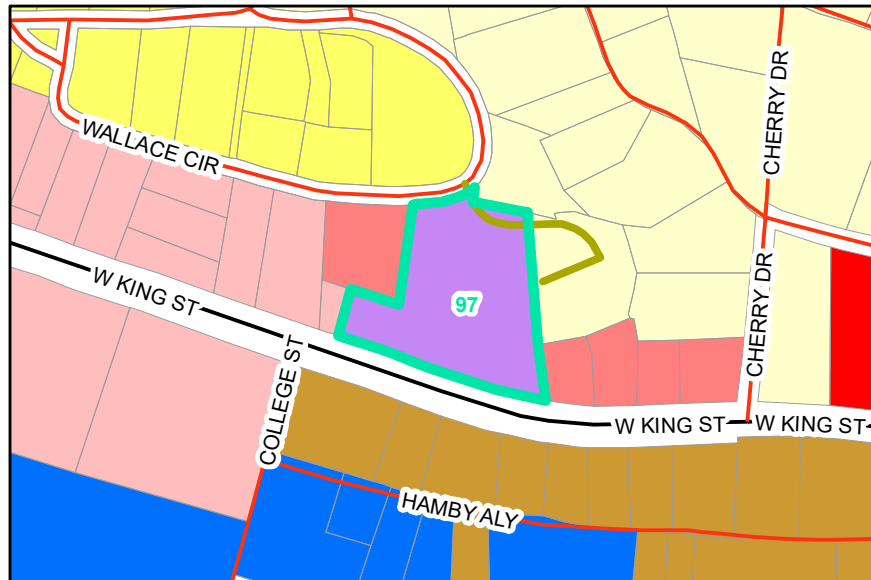 CHERRY DR
WALLACE CIR
W KING ST
97
COLLEGE ST
CHERRY DR
W KING ST
W KING ST
HAMBY ALY